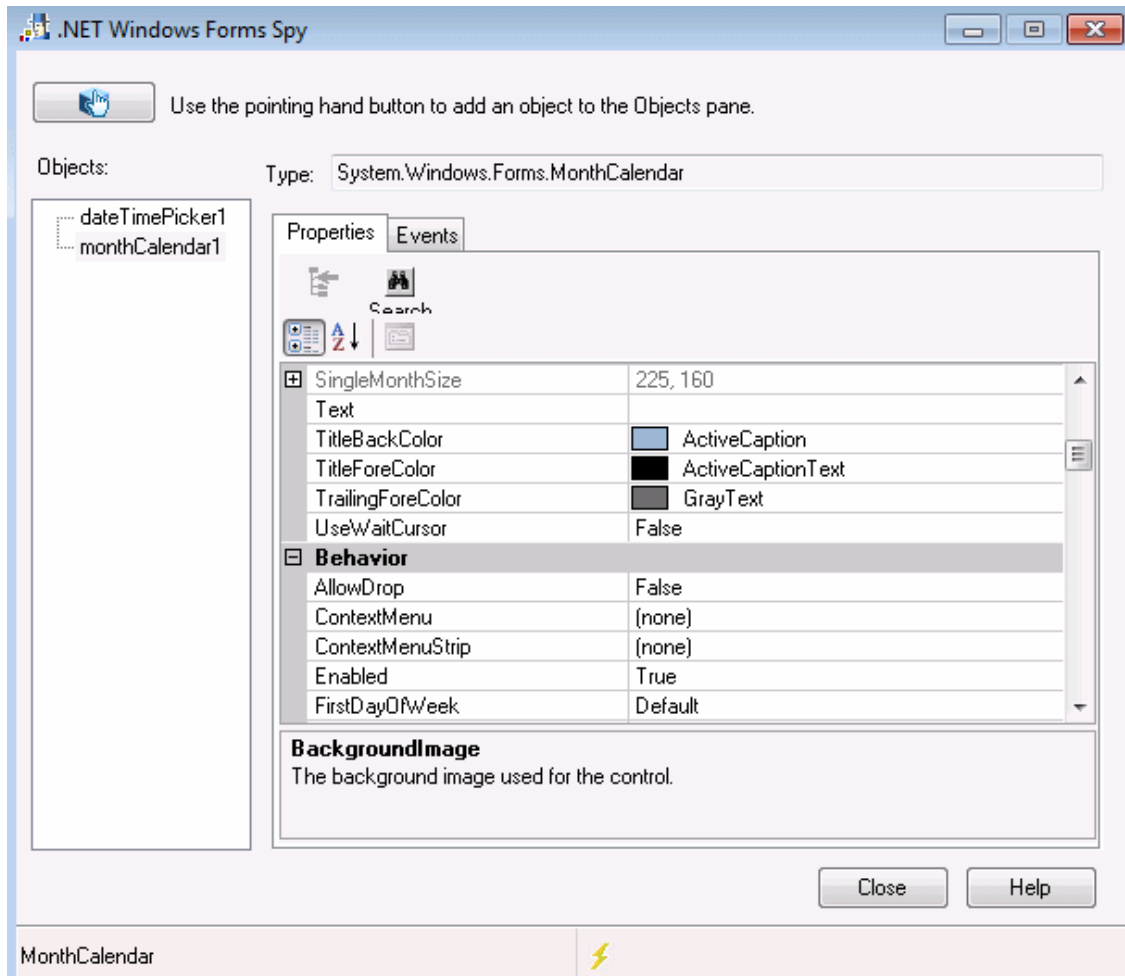 .NET Windows Forms Spy
Use the pointing hand button to add an object to the Objects pane.
Objects:
Type: System.Windows.Forms.MonthCalendar
dateTimePicker1
monthCalendar1
Properties Events
Search
A
Z
SingleMonthSize 225, 160
Text
TitleBackColor ActiveCaption
TitleForeColor ActiveCaptionText
TrailingForeColor GrayText
UseWaitCursor False
Behavior
AllowDrop False
ContextMenu (none)
ContextMenuStrip (none)
Enabled True
FirstDayOfWeek Default
BackgroundImage
The background image used for the control.
Close Help
MonthCalendar